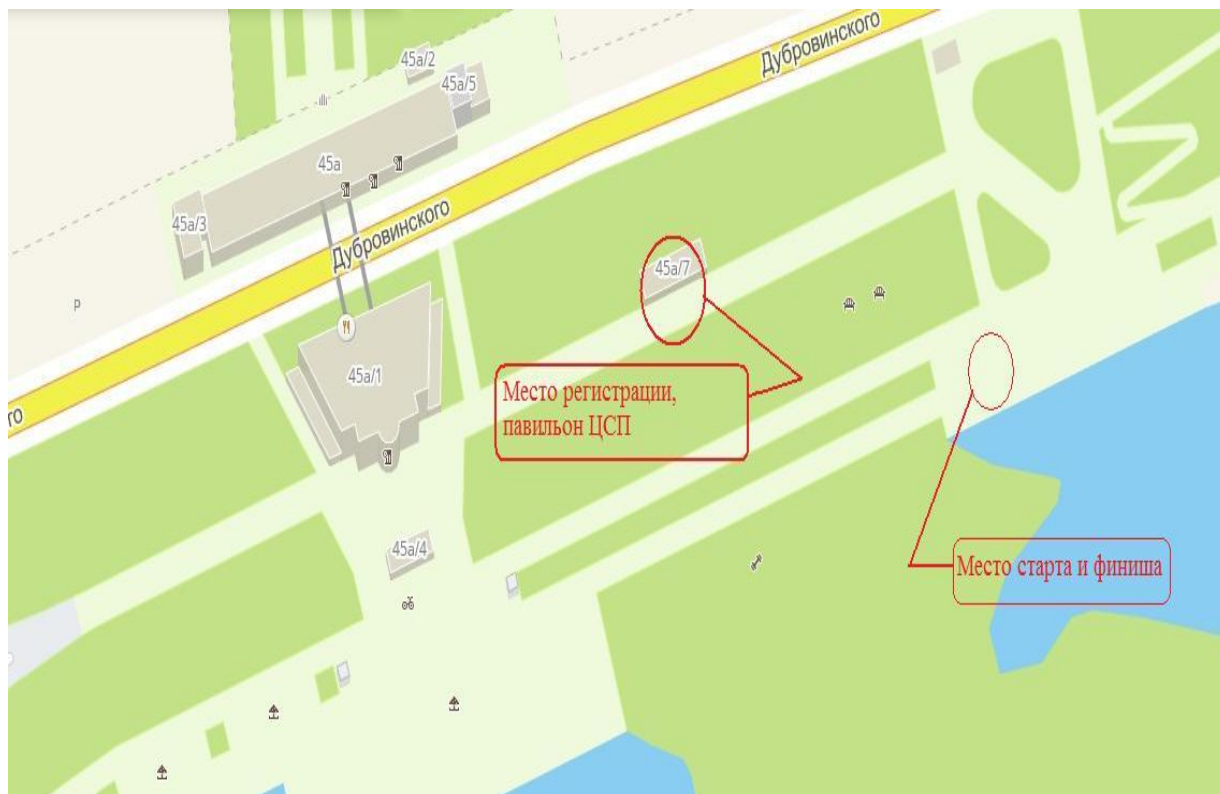 Дубровинского
45а/2
45а/5
45а
45а/3
Дубровинского
45а/7
P
45а/1
Место регистрации,
павильон ЦСП
го
45а/4
Место старта и финиша